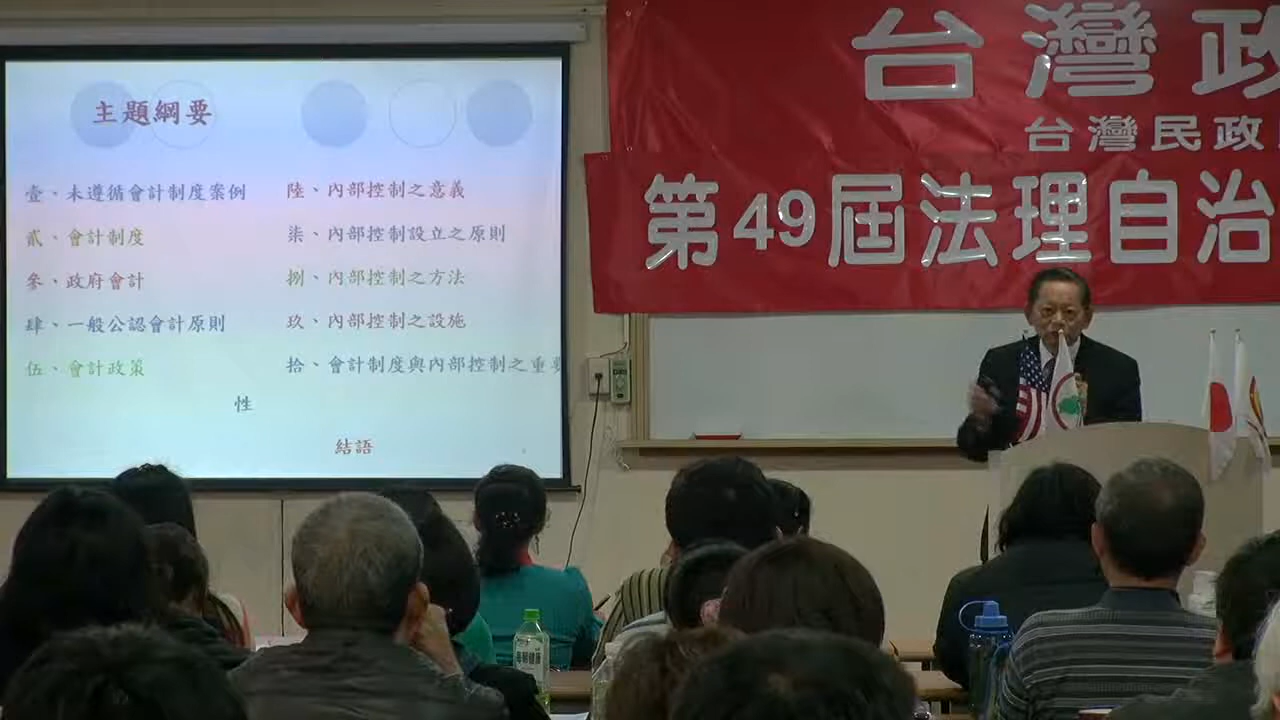 主題綱要
壹、未遵循會計制度案例
貳、會計制度
參、政府會計
肆、一般公認會計原則
伍、會計政策
陸、內部控制之意義
柒、內部控制設立之原則
捌、內部控制之方法
玖、內部控制之設施
拾、會計制度與內部控制之重要
性
結語
台灣政
台灣民政
第49屆法理自治
每朝健康